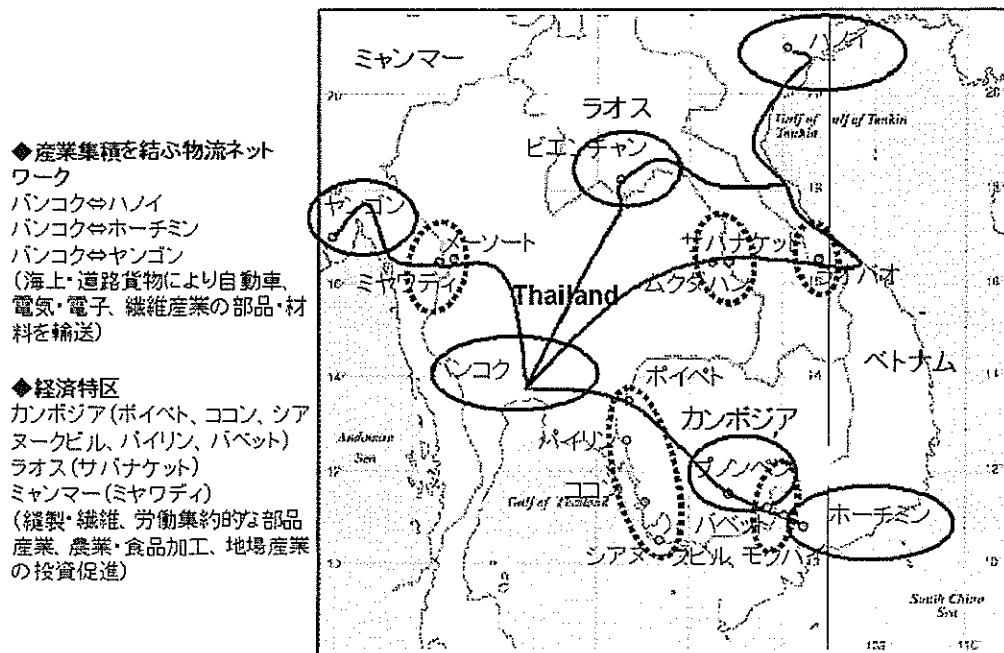 ◆産業集積を結ぶ物流ネット
ワーク
バンコク⇔ハノイ
バンコク⇔ホーチミン
バンコク⇔ヤンゴン
(海上・道路貨物により自動車、
電気・電子、繊維産業の部品・材
料を輸送)
◆経済特区
カンボジア(ポイペト、ココン、シア
ヌークビル、パイリン、バベット)
ラオス(サバナケット)
ミャンマー(ミヤワディ)
(縫製・繊維、労働集約的な部品
産業、農業・食品加工、地場産業
の投資促進)
ハノイ
ミャンマー
20
20
ラオス
Gulf of Tonkin
ビエンチャン
18
18
ヤンゴン
メーソート
サバナケット
ミヤワディ
ムクダハン
16
16
Thailand
ベトナム
ンコク
14
14
ポイペト
カンボジア
Andaman
Sea
パイリン
12
12
プノンペン
ココ
Gulf of Thailand
バベット
ホーチミン
10
シアヌークビル
South China
Sea